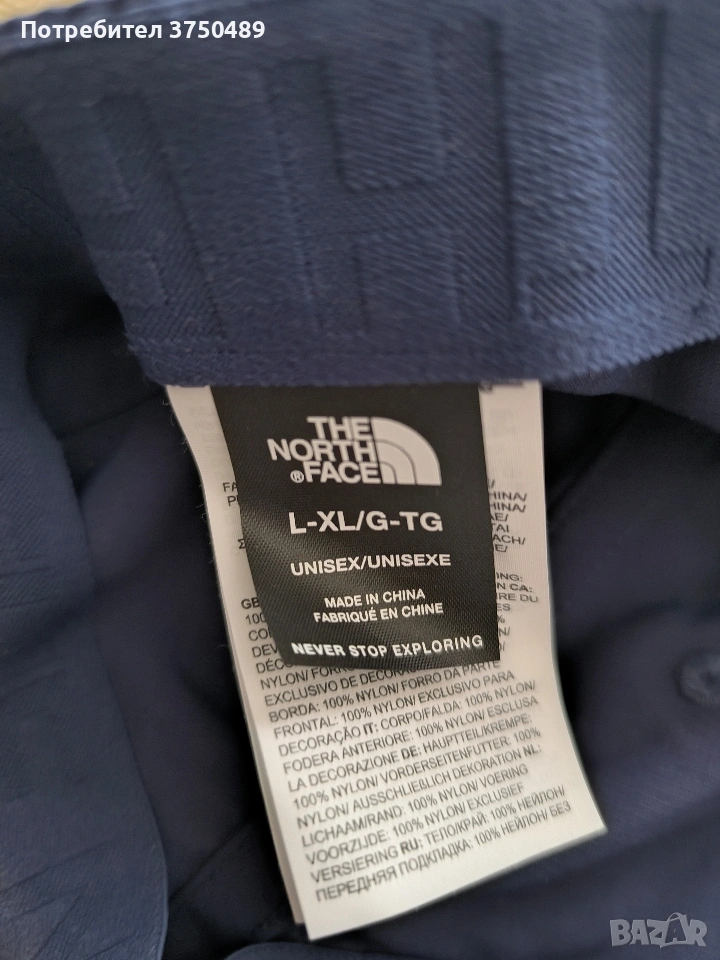 Потребител 3750489
THE
NORTH
FACE
L-XL/G-TG
UNISEX/UNISEXE
MADE IN CHINA
FABRIQUÉ EN CHINE
NEVER STOP EXPLORING
NYLON/
EXCLUSIVO DE DECORA
BORDA: 100% NYLON/ FORRO DA PARTE
FRONTAL: 100% NYLON/ EXCLUSIVO PARA
DECORAÇÃO IT: CORPO/FALDA: 100% NYLON/
FODERA ANTERIORE: 100% NYLON/ ESCLUSA
LA DECORAZIONE DE: HAUPTTEIL/KREMPE:
100% NYLON/ VORDERSEITENFUTTER: 100%
NYLON/ AUSSCHLIEßLICH DEKORATION NL:
LICHAAM/RAND: 100% NYLON/ VOERING
VOORZIJDE: 100% NYLON/ EXCLUSIEF
VERSIERING RU: ТЕЛО/КРАЙ: 100% НЕЙЛОН/
ПЕРЕДНЯЯ ПОДКЛАДКА: 100% НЕЙЛОН/ БЕЗ
BAZAR